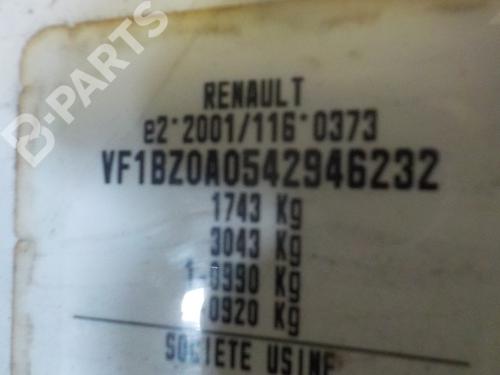 B-PARTS
RENAULT
e2*2001/116*0373
VF1BZ0A0542946232
1743 Kg
3043 Kg
1-0990 Kg
0920 Kg
SOCIETE USINE